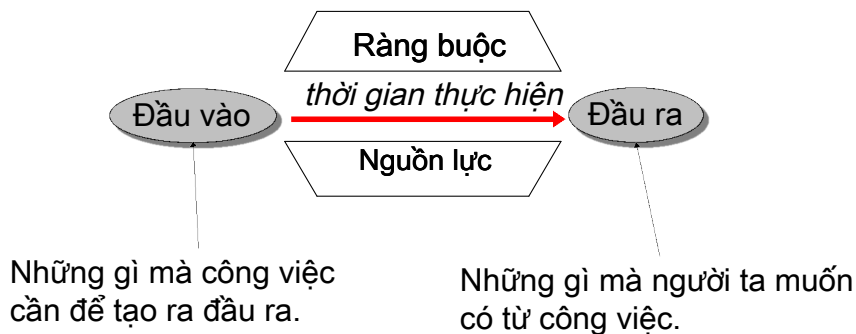 Ràng buộc
thời gian thực hiện
Đầu vào
Đầu ra
Nguồn lực
Những gì mà công việc
cần để tạo ra đầu ra.
Những gì mà người ta muốn
có từ công việc.